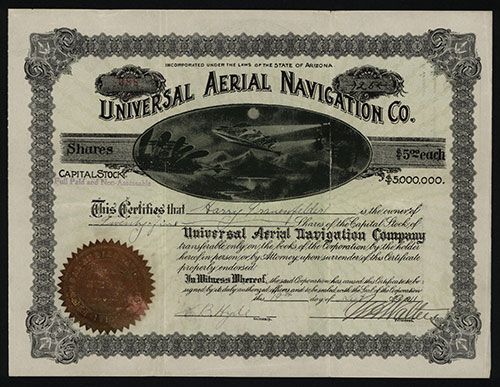 INCORPORATED UNDER THE LAWS OF THE STATE OF ARIZONA
UNIVERSAL AERIAL NAVIGATION CO.
Shares
$5.00 each
CAPITAL STOCK
$5,000,000.
Full Paid and Non-Assessable
This Certifies that Harry is the owner of
Shares of the Capital Stock of
Universal Aerial Navigation Company
transferable only on the books of the Corporation by the holder
hereof in person or by Attorney upon surrender of this Certificate
properly endorsed.
In Witness Whereof, the said Corporation has caused this Certificate to be
signed by its duly authorized officers and to be sealed with the Seal of the Corporation
this day of